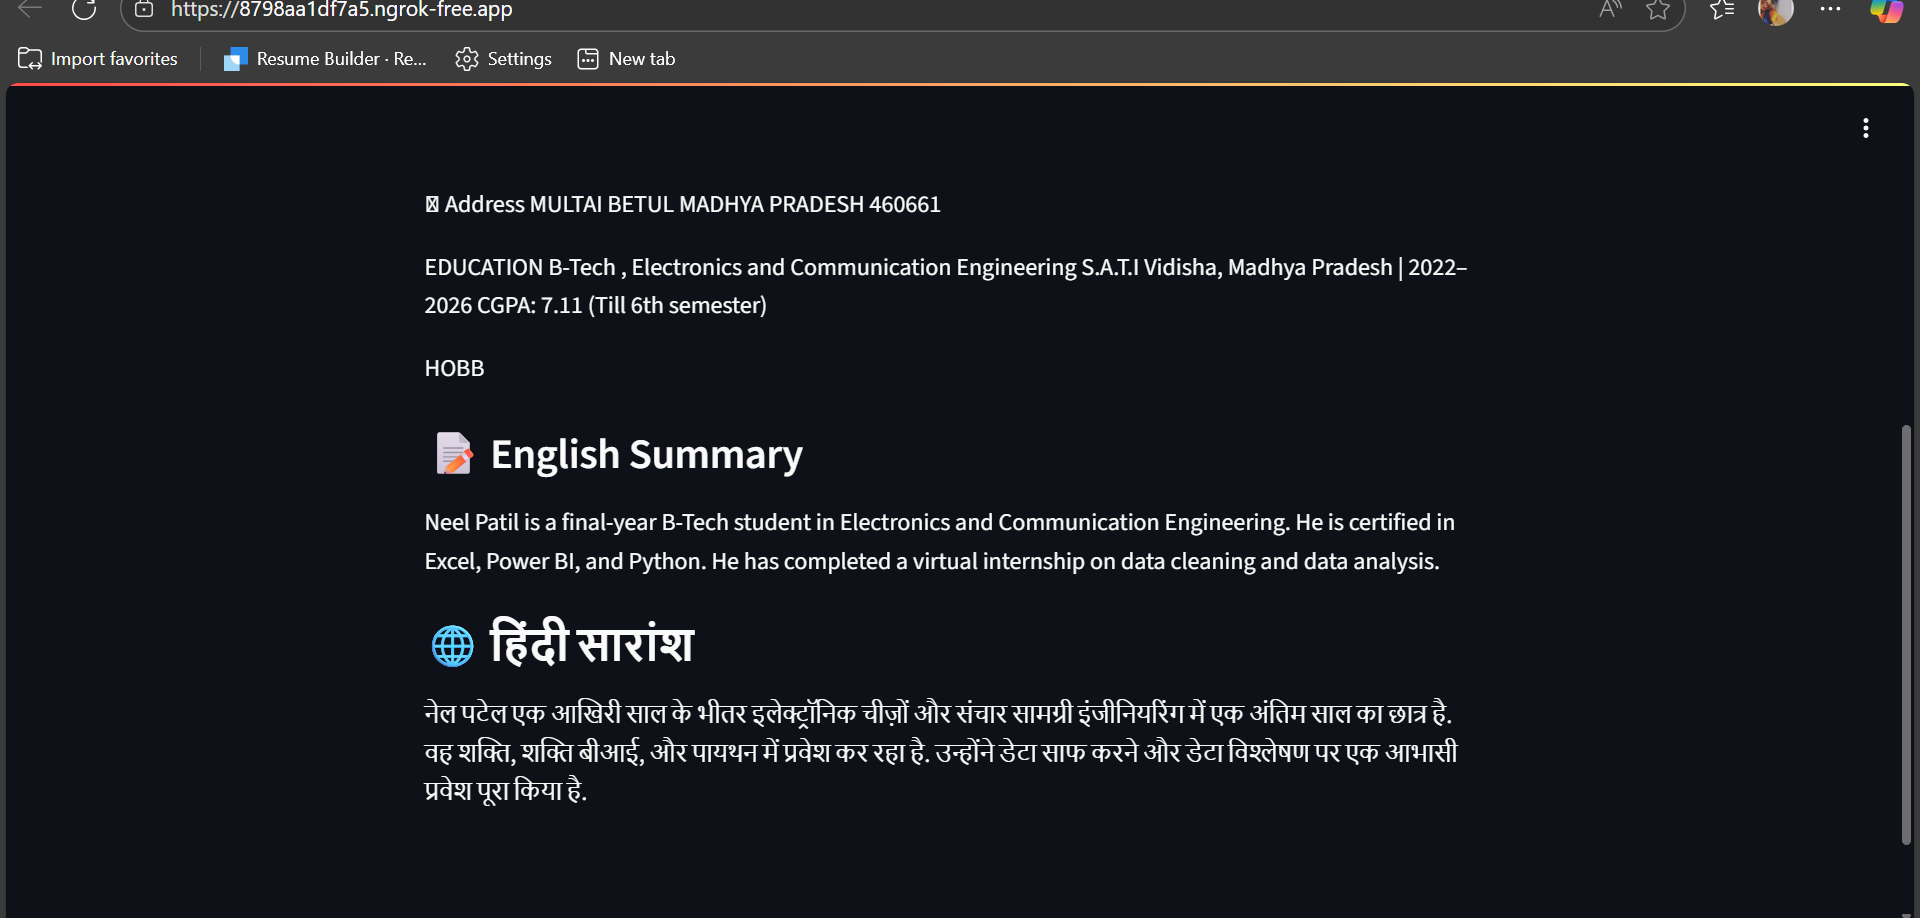 https://8798aa1df7a5.ngrok-free.app
Import favorites
Resume Builder · Re...
Settings
New tab
Address MULTAI BETUL MADHYA PRADESH 460661
EDUCATION B-Tech , Electronics and Communication Engineering S.A.T.I Vidisha, Madhya Pradesh | 2022–
2026 CGPA: 7.11 (Till 6th semester)
HOBB
English Summary
Neel Patil is a final-year B-Tech student in Electronics and Communication Engineering. He is certified in
Excel, Power BI, and Python. He has completed a virtual internship on data cleaning and data analysis.
हिंदी सारांश
नेल पटेल एक आखिरी साल के भीतर इलेक्ट्रॉनिक चीज़ों और संचार सामग्री इंजीनियरिंग में एक अंतिम साल का छात्र है.
वह शक्ति, शक्ति बीआई, और पायथन में प्रवेश कर रहा है. उन्होंने डेटा साफ करने और डेटा विश्लेषण पर एक आभासी
प्रवेश पूरा किया है.